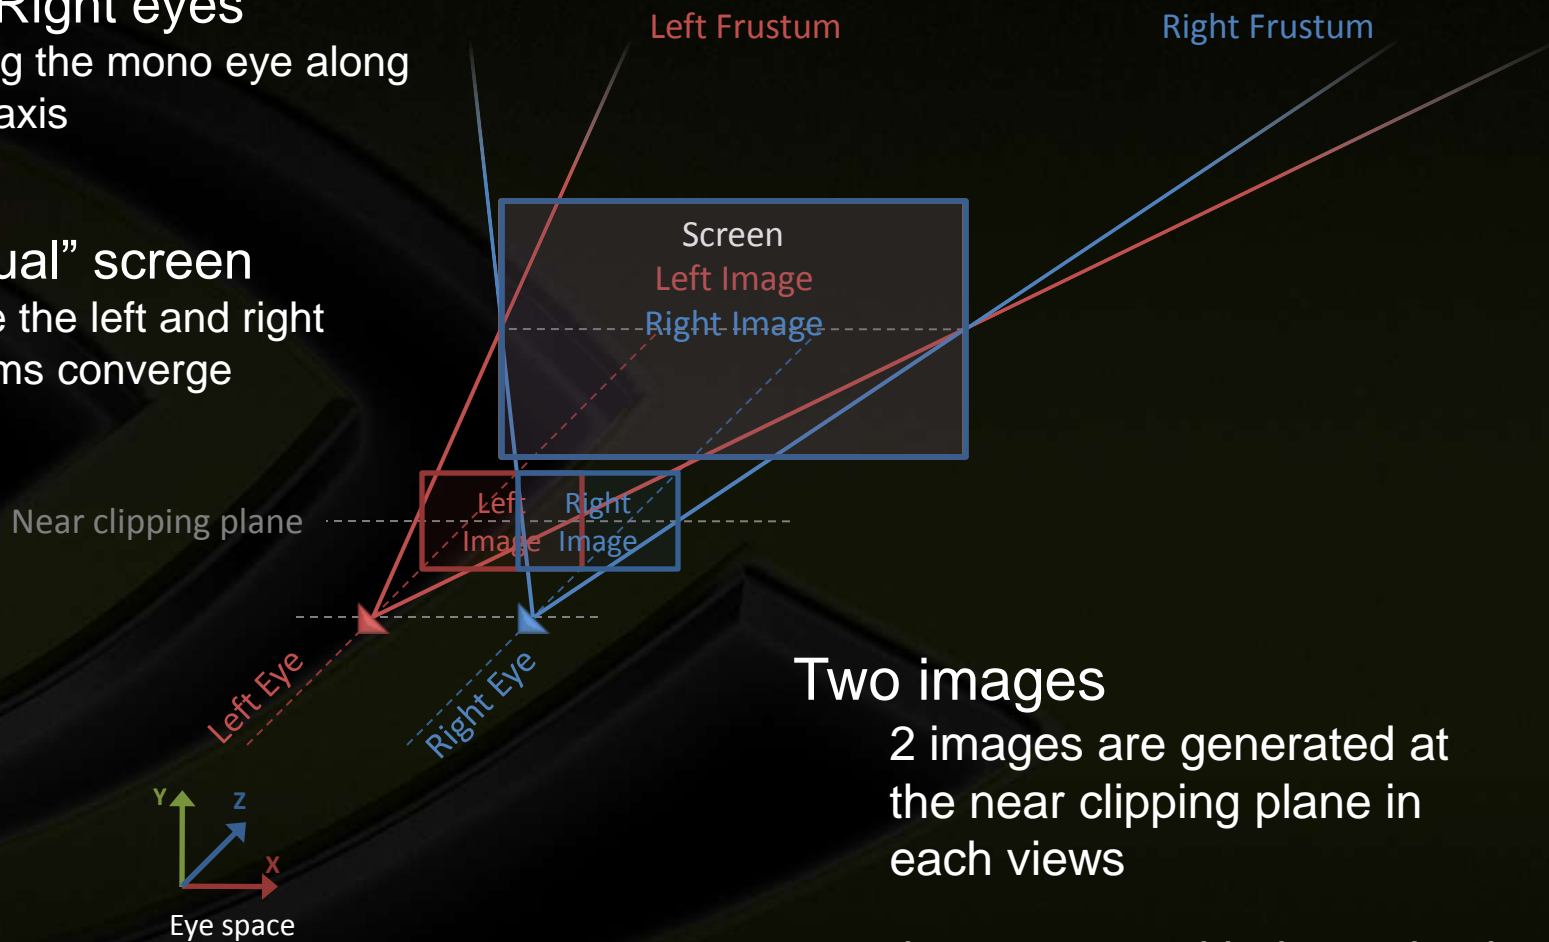 Right eyes
g the mono eye along
axis
ual” screen
e the left and right
ms converge
Left Frustum
Right Frustum
Screen
Left Image
Right Image
Near clipping plane
Left
Image
Right
Image
Left Eye
Right Eye
Two images
2 images are generated at
the near clipping plane in
each views
Y
Z
X
Eye space